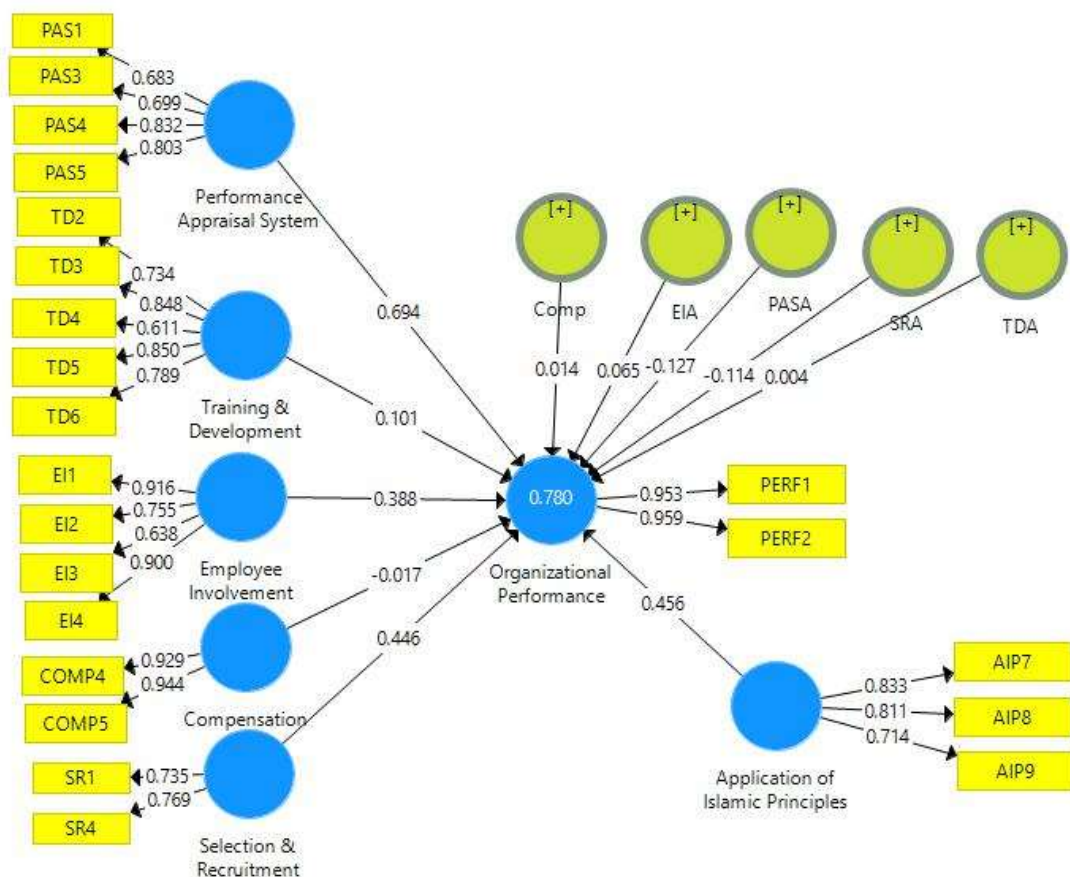 PAS1
PAS3
PAS4
PAS5
0.683
0.699
0.832
0.803
Performance
Appraisal System
TD2
TD3
TD4
TD5
TD6
0.734
0.848
0.611
0.850
0.789
Training &
Development
EI1
EI2
EI3
EI4
0.916
0.755
0.638
0.900
Employee
Involvement
COMP4
COMP5
0.929
0.944
Compensation
SR1
SR4
0.735
0.769
Selection &
Recruitment
0.694
0.101
0.388
-0.017
0.446
[+]
Comp
[+]
EIA
[+]
PASA
[+]
SRA
[+]
TDA
0.014
0.065
-0.127
-0.114
0.004
0.780
Organizational
Performance
0.953
0.959
PERF1
PERF2
0.456
Application of
Islamic Principles
0.833
0.811
0.714
AIP7
AIP8
AIP9